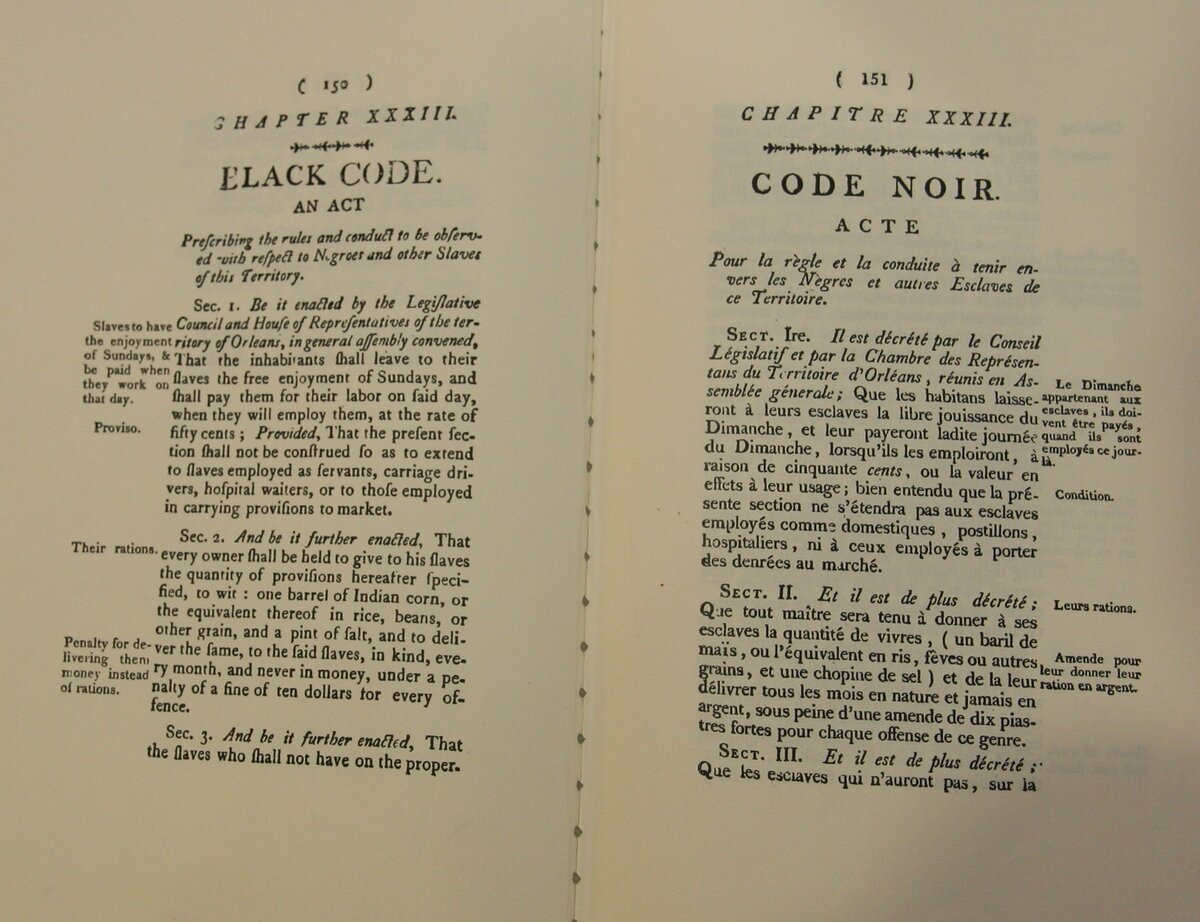 ( 150 )
CHAPTER XXXIII.
BLACK CODE.
AN ACT
Preſcribing the rules and conduct to be obſerv-
ed with reſpect to Negroes and other Slaves
of this Territory.
Sec. 1. Be it enacted by the Legiſlative
Council and Houſe of Repreſentatives of the ter-
ritory of Orleans, in general aſſembly convened,
That the inhabitants ſhall leave to their
ſlaves the free enjoyment of Sundays, and
ſhall pay them for their labor on ſaid day,
when they will employ them, at the rate of
fifty cents ; Provided, That the preſent ſec-
tion ſhall not be conſtrued ſo as to extend
to ſlaves employed as ſervants, carriage dri-
vers, hoſpital waiters, or to thoſe employed
in carrying proviſions to market.
Slaves to have
the enjoyment
of Sundays, &
be paid when
they work on
that day.
Proviso.
Sec. 2. And be it further enacted, That
every owner ſhall be held to give to his ſlaves
the quantity of proviſions hereafter ſpeci-
fied, to wit : one barrel of Indian corn, or
the equivalent thereof in rice, beans, or
other grain, and a pint of ſalt, and to deli-
ver the ſame, to the ſaid ſlaves, in kind, eve-
ry month, and never in money, under a pe-
nalty of a fine of ten dollars for every of-
fence.
Their rations.
Penalty for de-
livering them
money instead
of rations.
Sec. 3. And be it further enacted, That
the ſlaves who ſhall not have on the proper.
( 151 )
CHAPITRE XXXIII.
CODE NOIR.
ACTE
Pour la règle et la conduite à tenir en-
vers les Nègres et autres Esclaves de
ce Territoire.
SECT. Ire. Il est décrété par le Conseil
Législatif et par la Chambre des Représen-
tans du Territoire d'Orléans, réunis en As-
semblée génerale; Que les habitans laisse-
ront à leurs esclaves la libre jouissance du
Dimanche, et leur payeront ladite journée
du Dimanche, lorsqu'ils les emploiront, à
raison de cinquante cents, ou la valeur en
effets à leur usage; bien entendu que la pré-
sente section ne s'étendra pas aux esclaves
employés comme domestiques, postillons,
hospitaliers, ni à ceux employés à porter
des denrées au marché.
Le Dimanche
appartenant aux
esclaves, ils doi-
vent être payés,
quand ils sont
employés ce jour-
là.
Condition.
SECT. II. Et il est de plus décrété;
Que tout maître sera tenu à donner à ses
esclaves la quantité de vivres, ( un baril de
maïs, ou l'équivalent en ris, fèves ou autres
grains, et une chopine de sel ) et de la leur
délivrer tous les mois en nature et jamais en
argent, sous peine d'une amende de dix pias-
tres fortes pour chaque offense de ce genre.
Leurs rations.
Amende pour
leur donner leur
ration en argent.
SECT. III. Et il est de plus décrété;
Que les esclaves qui n'auront pas, sur la